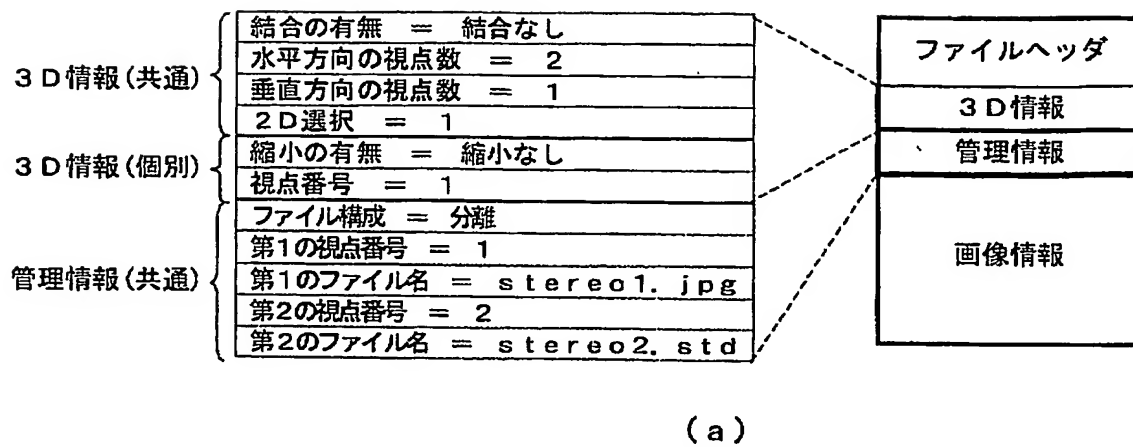 3D情報(共通)
結合の有無 = 結合なし
水平方向の視点数 = 2
垂直方向の視点数 = 1
2D選択 = 1
3D情報(個別)
縮小の有無 = 縮小なし
視点番号 = 1
管理情報(共通)
ファイル構成 = 分離
第1の視点番号 = 1
第1のファイル名 = stereo1.jpg
第2の視点番号 = 2
第2のファイル名 = stereo2.std
ファイルヘッダ
3D情報
管理情報
画像情報
(a)